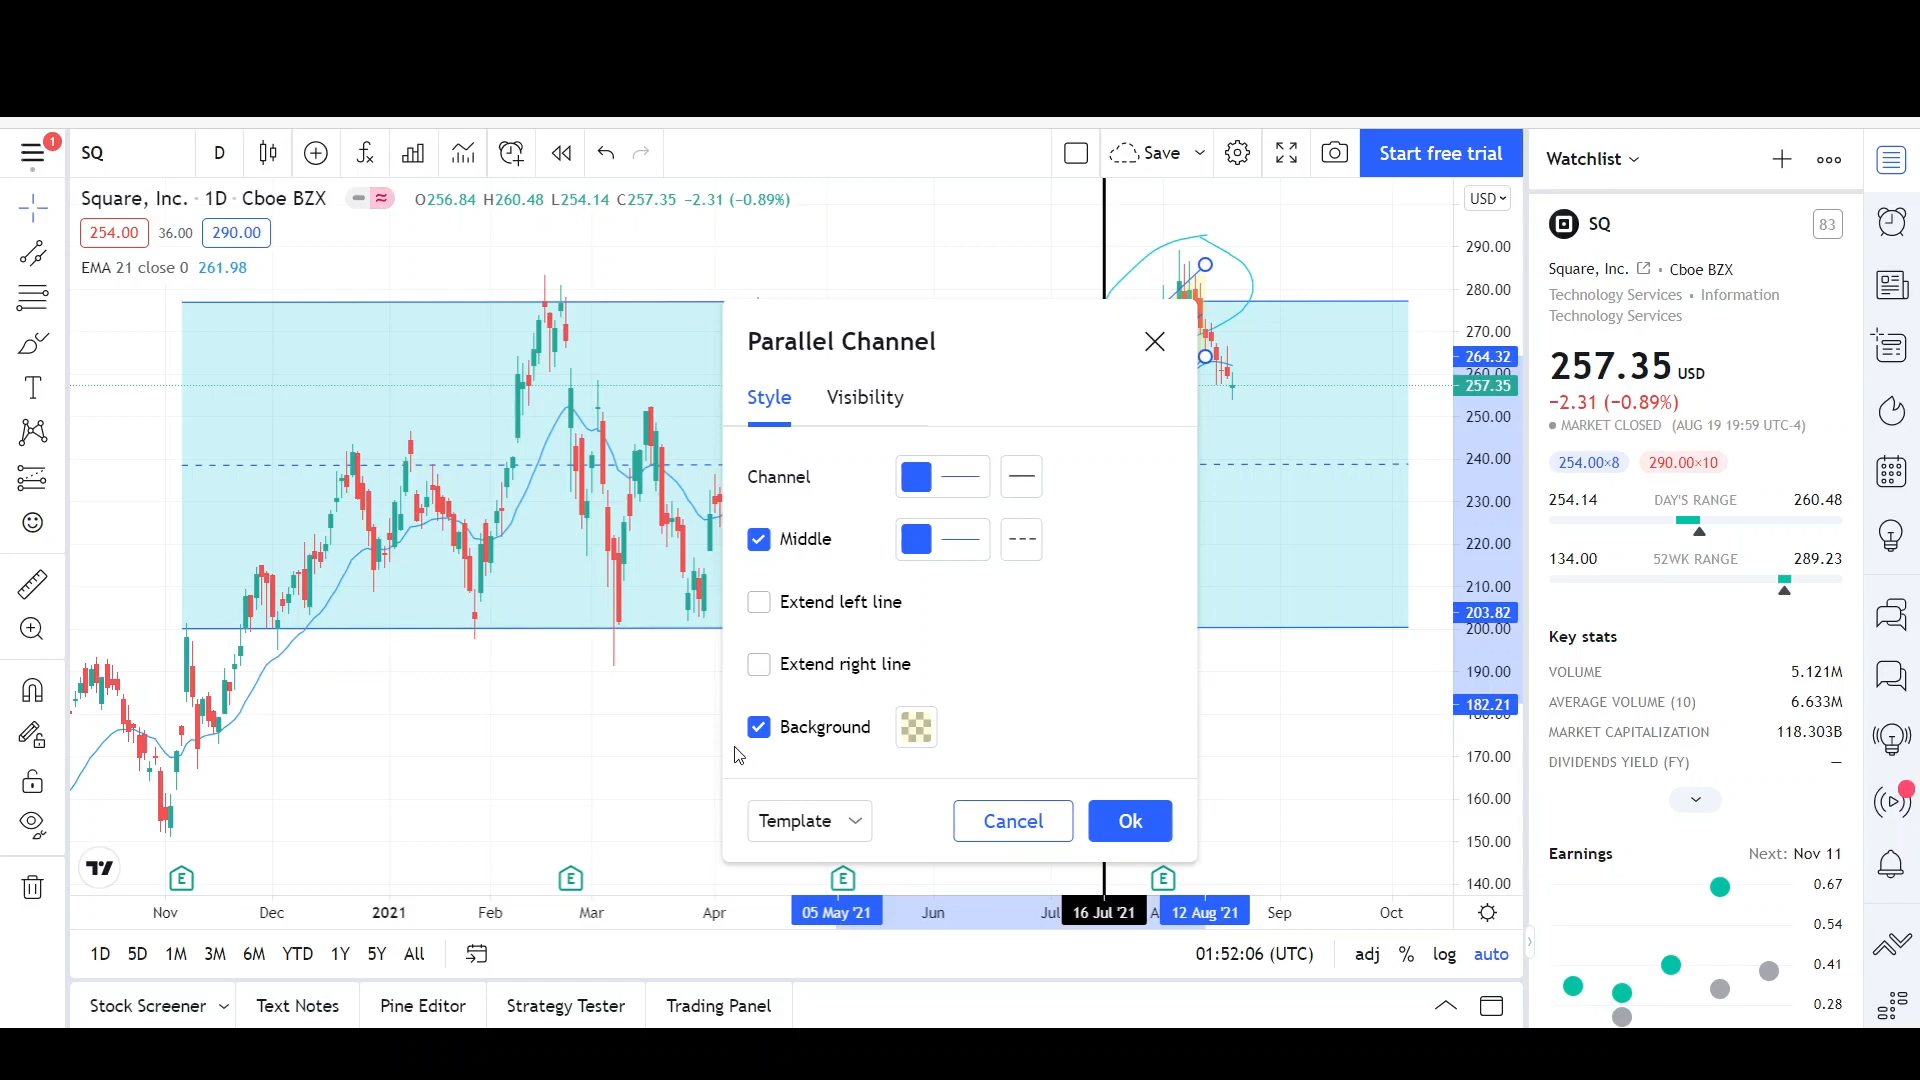 1
SQ
D
Save
Start free trial
Square, Inc. · 1D · Cboe BZX
O256.84 H260.48 L254.14 C257.35 −2.31 (−0.89%)
254.00 36.00 290.00
EMA 21 close 0 261.98
USD
290.00
280.00
270.00
264.32
260.00
257.35
250.00
240.00
230.00
220.00
210.00
203.82
200.00
190.00
182.21
180.00
170.00
160.00
150.00
140.00
Parallel Channel
Style Visibility
Channel
Middle
Extend left line
Extend right line
Background
Template
Cancel
Ok
E E E E
Nov Dec 2021 Feb Mar Apr 05 May '21 Jun Jul 16 Jul '21 A 12 Aug '21 Sep Oct
1D 5D 1M 3M 6M YTD 1Y 5Y All
01:52:06 (UTC) adj % log auto
Stock Screener Text Notes Pine Editor Strategy Tester Trading Panel
Watchlist
SQ
83
Square, Inc. • Cboe BZX
Technology Services • Information
Technology Services
257.35 USD
−2.31 (−0.89%)
MARKET CLOSED (AUG 19 19:59 UTC-4)
254.00×8 290.00×10
254.14 DAY'S RANGE 260.48
134.00 52WK RANGE 289.23
Key stats
VOLUME 5.121M
AVERAGE VOLUME (10) 6.633M
MARKET CAPITALIZATION 118.303B
DIVIDENDS YIELD (FY) —
Earnings Next: Nov 11
0.67
0.54
0.41
0.28